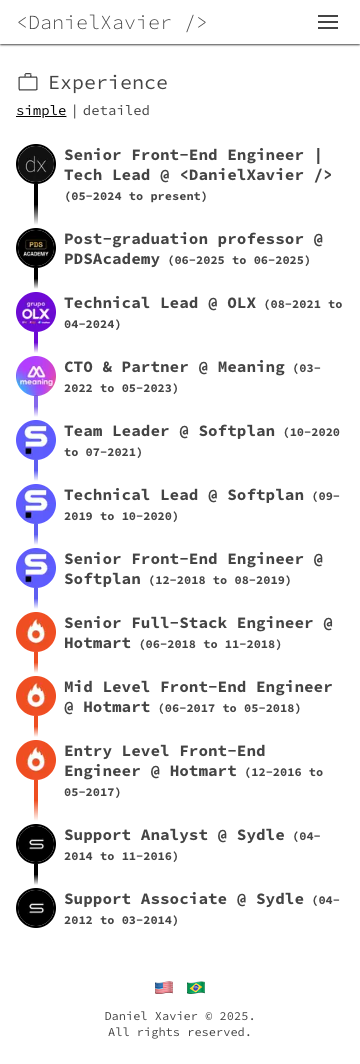 <DanielXavier />
Experience
simple | detailed
dx
Senior Front-End Engineer |
Tech Lead @ <DanielXavier />
(05-2024 to present)
PDS
ACADEMY
Post-graduation professor @
PDSAcademy (06-2025 to 06-2025)
grupo
OLX
Technical Lead @ OLX (08-2021 to
04-2024)
meaning
CTO & Partner @ Meaning (03-
2022 to 05-2023)
Team Leader @ Softplan (10-2020
to 07-2021)
Technical Lead @ Softplan (09-
2019 to 10-2020)
Senior Front-End Engineer @
Softplan (12-2018 to 08-2019)
Senior Full-Stack Engineer @
Hotmart (06-2018 to 11-2018)
Mid Level Front-End Engineer
@ Hotmart (06-2017 to 05-2018)
Entry Level Front-End
Engineer @ Hotmart (12-2016 to
05-2017)
Support Analyst @ Sydle (04-
2014 to 11-2016)
Support Associate @ Sydle (04-
2012 to 03-2014)
Daniel Xavier © 2025.
All rights reserved.